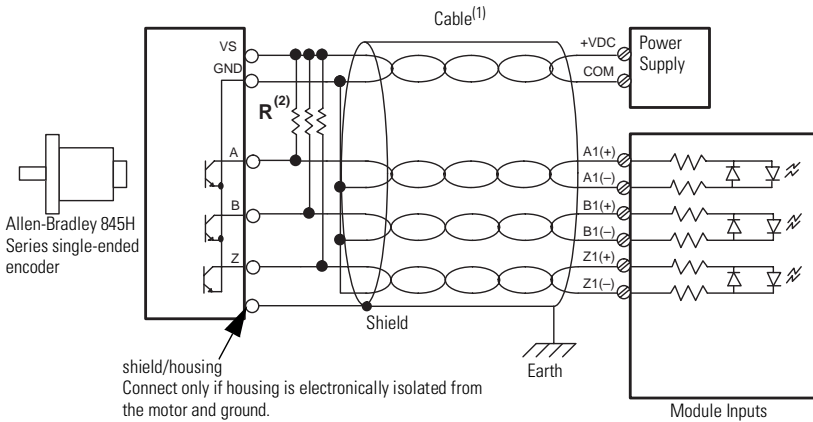 Cable(1)
VS
GND
R(2)
A
B
Z
+VDC
COM
Power
Supply
A1(+)
A1(–)
B1(+)
B1(–)
Z1(+)
Z1(–)
Allen-Bradley 845H
Series single-ended
encoder
Shield
Earth
shield/housing
Connect only if housing is electronically isolated from
the motor and ground.
Module Inputs